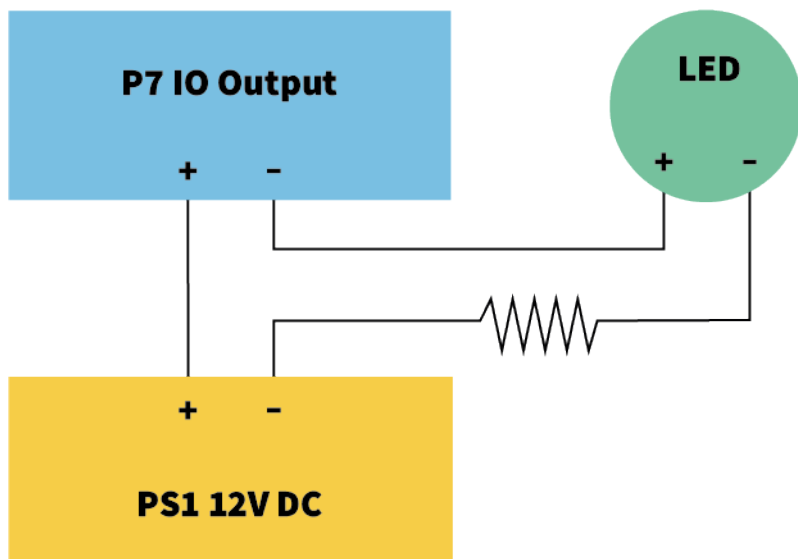 P7 IO Output
+ −
LED
+ −
+ −
PS1 12V DC